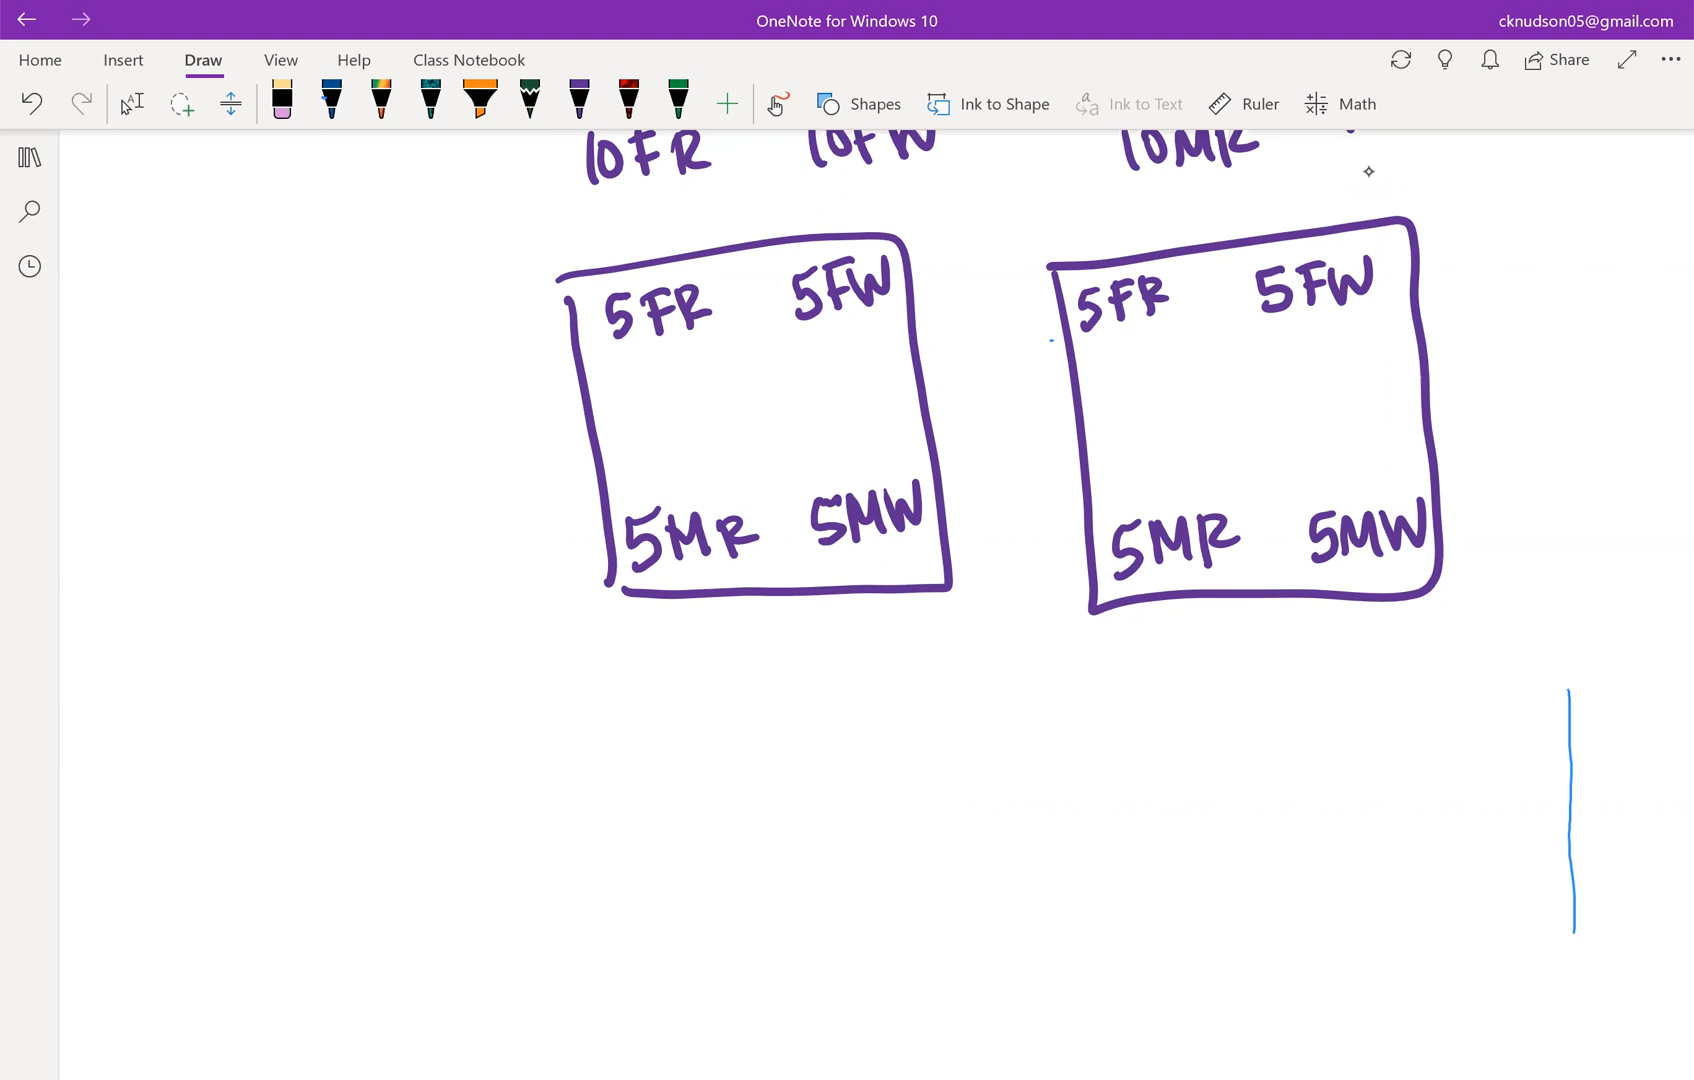 OneNote for Windows 10
cknudson05@gmail.com
Home Insert Draw View Help Class Notebook Share
Shapes Ink to Shape Ink to Text Ruler Math
10FR 10FW 10MR
5FR 5FW 5FR 5FW
5MR 5MW 5MR 5MW